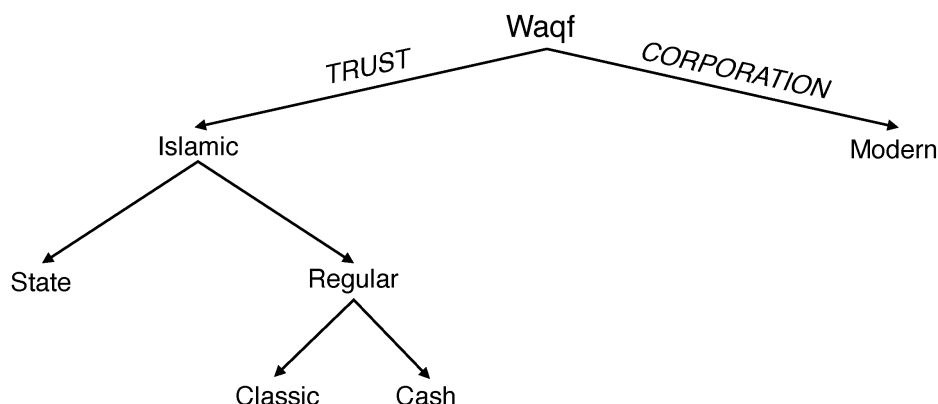 Waqf
TRUST
CORPORATION
Islamic
Modern
State
Regular
Classic
Cash